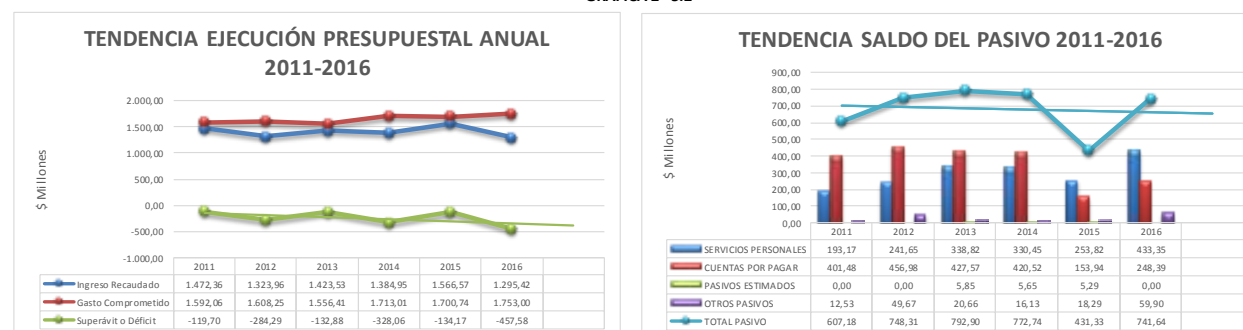 TENDENCIA EJECUCIÓN PRESUPUESTAL ANUAL
2011-2016
$ Millones
2.000,00
1.500,00
1.000,00
500,00
0,00
-500,00
-1.000,00
2011 2012 2013 2014 2015 2016
Ingreso Recaudado 1.472,36 1.323,96 1.423,53 1.384,95 1.566,57 1.295,42
Gasto Comprometido 1.592,06 1.608,25 1.556,41 1.713,01 1.700,74 1.753,00
Superávit o Déficit -119,70 -284,29 -132,88 -328,06 -134,17 -457,58
TENDENCIA SALDO DEL PASIVO 2011-2016
$ Millones
900,00
800,00
700,00
600,00
500,00
400,00
300,00
200,00
100,00
0,00
2011 2012 2013 2014 2015 2016
SERVICIOS PERSONALES 193,17 241,65 338,82 330,45 253,82 433,35
CUENTAS POR PAGAR 401,48 456,98 427,57 420,52 153,94 248,39
PASIVOS ESTIMADOS 0,00 0,00 5,85 5,65 5,29 0,00
OTROS PASIVOS 12,53 49,67 20,66 16,13 18,29 59,90
TOTAL PASIVO 607,18 748,31 792,90 772,74 431,33 741,64